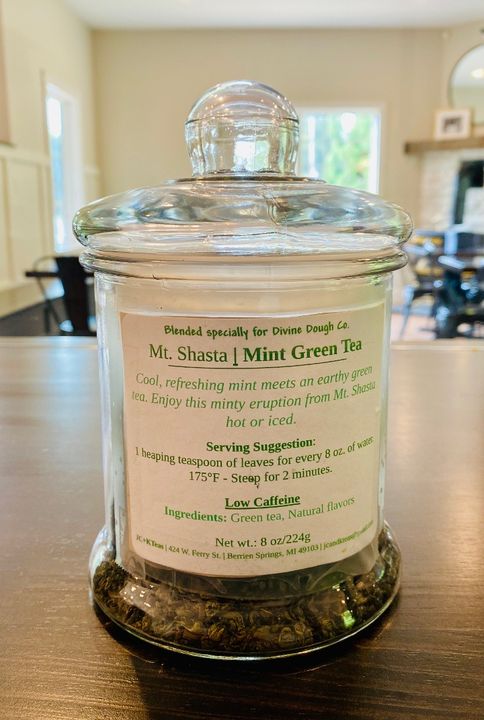 Blended specially for Divine Dough Co.
Mt. Shasta | Mint Green Tea
Cool, refreshing mint meets an earthy green
tea. Enjoy this minty eruption from Mt. Shasta
hot or iced.
Serving Suggestion:
1 heaping teaspoon of leaves for every 8 oz. of water.
175°F - Steep for 2 minutes.
Low Caffeine
Ingredients: Green tea, Natural flavors
Net wt.: 8 oz/224g
JC+KTeas | 424 W. Ferry St. | Berrien Springs, MI 49103 |